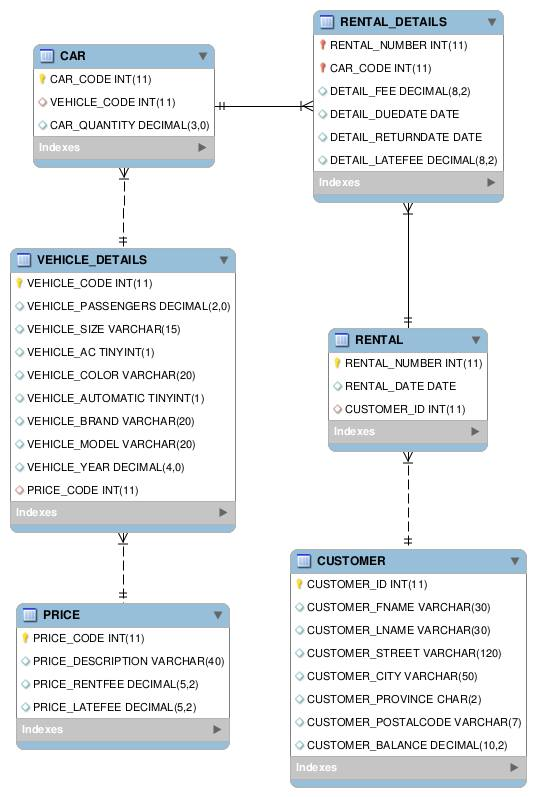 CAR
CAR_CODE INT(11)
VEHICLE_CODE INT(11)
CAR_QUANTITY DECIMAL(3,0)
Indexes
RENTAL_DETAILS
RENTAL_NUMBER INT(11)
CAR_CODE INT(11)
DETAIL_FEE DECIMAL(8,2)
DETAIL_DUEDATE DATE
DETAIL_RETURNDATE DATE
DETAIL_LATEFEE DECIMAL(8,2)
Indexes
VEHICLE_DETAILS
VEHICLE_CODE INT(11)
VEHICLE_PASSENGERS DECIMAL(2,0)
VEHICLE_SIZE VARCHAR(15)
VEHICLE_AC TINYINT(1)
VEHICLE_COLOR VARCHAR(20)
VEHICLE_AUTOMATIC TINYINT(1)
VEHICLE_BRAND VARCHAR(20)
VEHICLE_MODEL VARCHAR(20)
VEHICLE_YEAR DECIMAL(4,0)
PRICE_CODE INT(11)
Indexes
RENTAL
RENTAL_NUMBER INT(11)
RENTAL_DATE DATE
CUSTOMER_ID INT(11)
Indexes
PRICE
PRICE_CODE INT(11)
PRICE_DESCRIPTION VARCHAR(40)
PRICE_RENTFEE DECIMAL(5,2)
PRICE_LATEFEE DECIMAL(5,2)
Indexes
CUSTOMER
CUSTOMER_ID INT(11)
CUSTOMER_FNAME VARCHAR(30)
CUSTOMER_LNAME VARCHAR(30)
CUSTOMER_STREET VARCHAR(120)
CUSTOMER_CITY VARCHAR(50)
CUSTOMER_PROVINCE CHAR(2)
CUSTOMER_POSTALCODE VARCHAR(7)
CUSTOMER_BALANCE DECIMAL(10,2)
Indexes